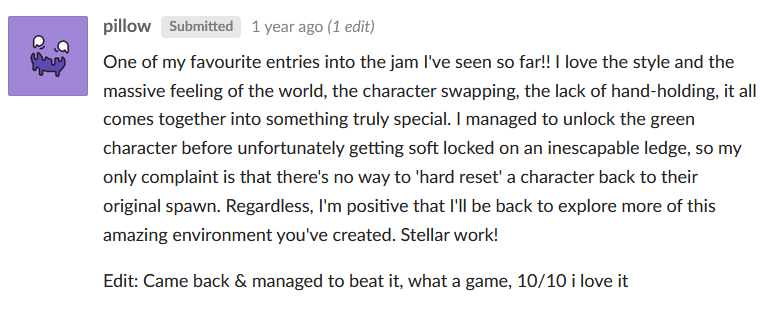 pillow Submitted 1 year ago (1 edit)
One of my favourite entries into the jam I've seen so far!! I love the style and the
massive feeling of the world, the character swapping, the lack of hand-holding, it all
comes together into something truly special. I managed to unlock the green
character before unfortunately getting soft locked on an inescapable ledge, so my
only complaint is that there's no way to 'hard reset' a character back to their
original spawn. Regardless, I'm positive that I'll be back to explore more of this
amazing environment you've created. Stellar work!
Edit: Came back & managed to beat it, what a game, 10/10 i love it